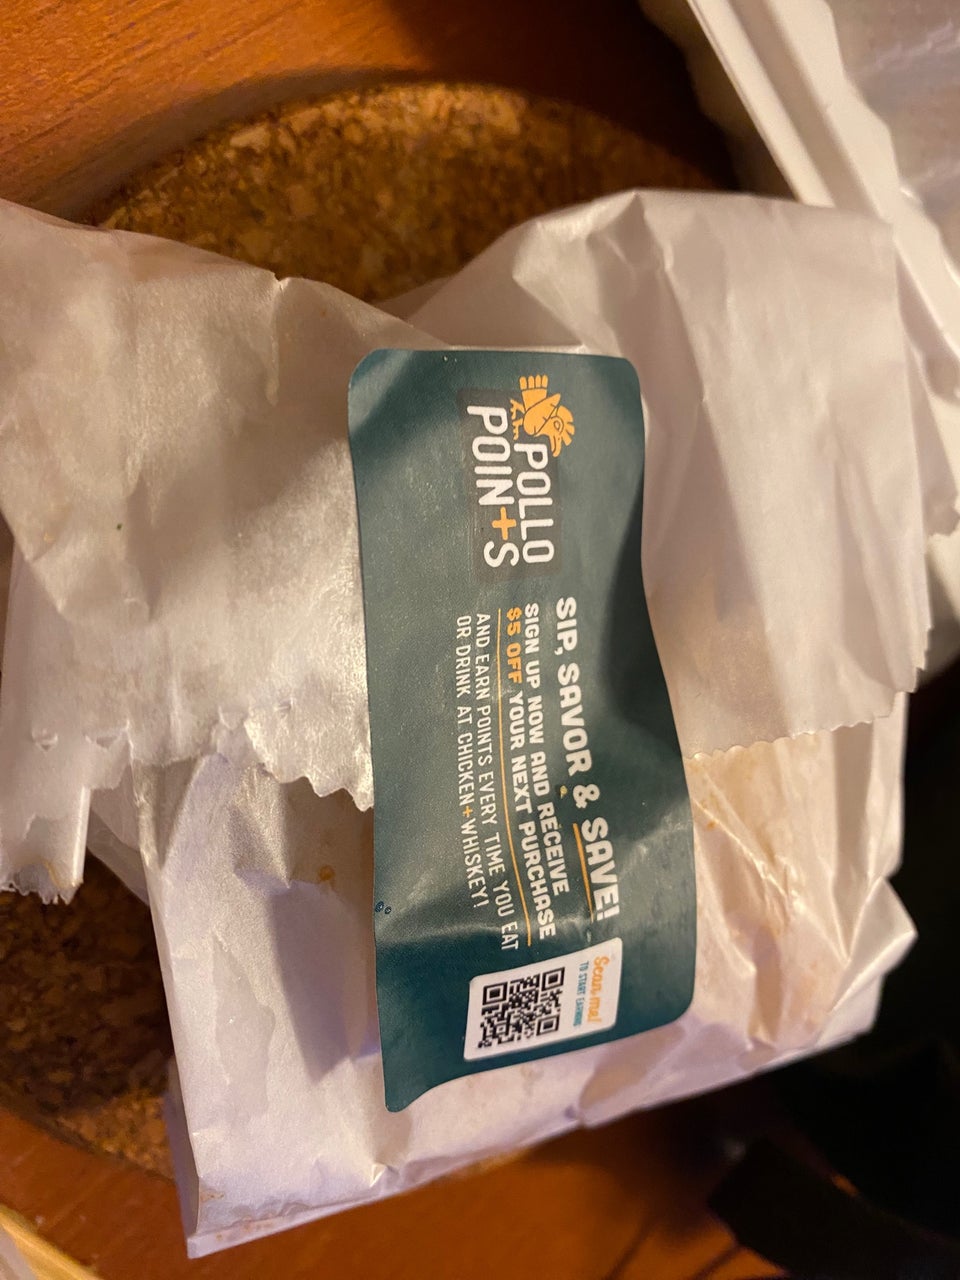 POLLO
POIN+S
SIP, SAVOR & SAVE!
SIGN UP NOW AND RECEIVE
$5 OFF YOUR NEXT PURCHASE
AND EARN POINTS EVERY TIME YOU EAT
OR DRINK AT CHICKEN+WHISKEY!
Scan me!
TO START EARNING